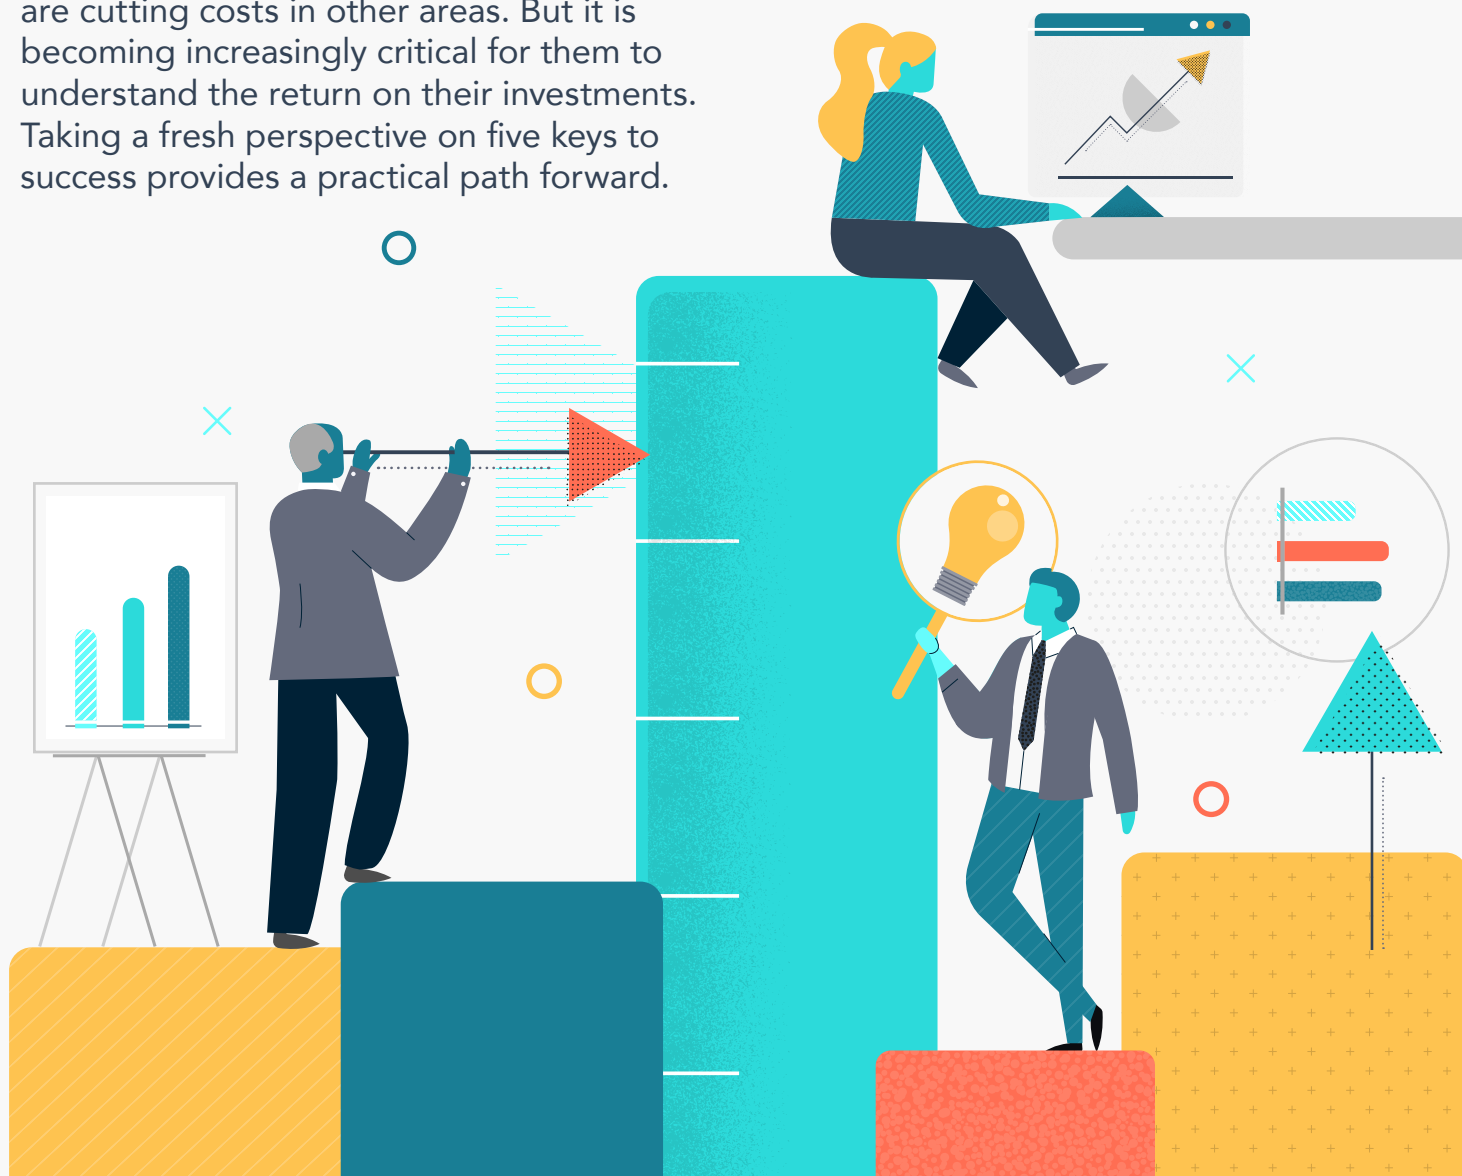 are cutting costs in other areas. But it is
becoming increasingly critical for them to
understand the return on their investments.
Taking a fresh perspective on five keys to
success provides a practical path forward.